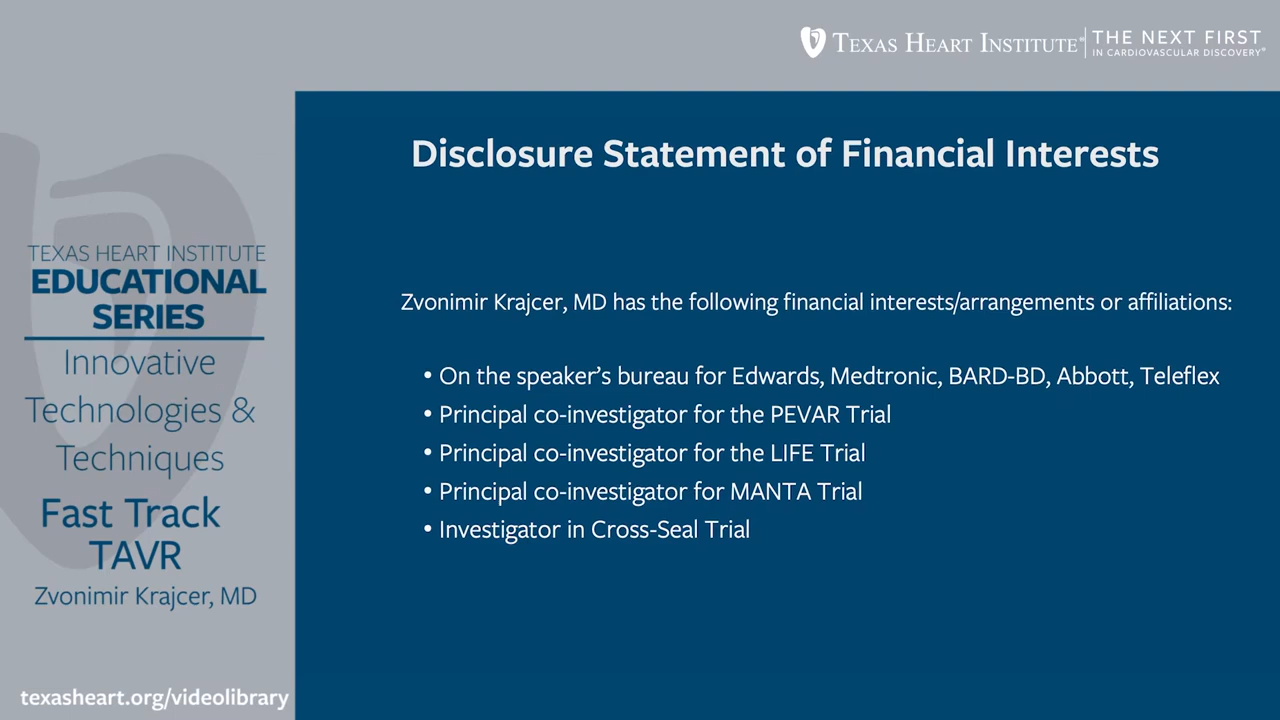 TEXAS HEART INSTITUTE® THE NEXT FIRST
IN CARDIOVASCULAR DISCOVERY®
TEXAS HEART INSTITUTE
EDUCATIONAL
SERIES
Innovative
Technologies &
Techniques
Fast Track
TAVR
Zvonimir Krajcer, MD
texasheart.org/videolibrary
Disclosure Statement of Financial Interests
Zvonimir Krajcer, MD has the following financial interests/arrangements or affiliations:
• On the speaker’s bureau for Edwards, Medtronic, BARD-BD, Abbott, Teleflex
• Principal co-investigator for the PEVAR Trial
• Principal co-investigator for the LIFE Trial
• Principal co-investigator for MANTA Trial
• Investigator in Cross-Seal Trial